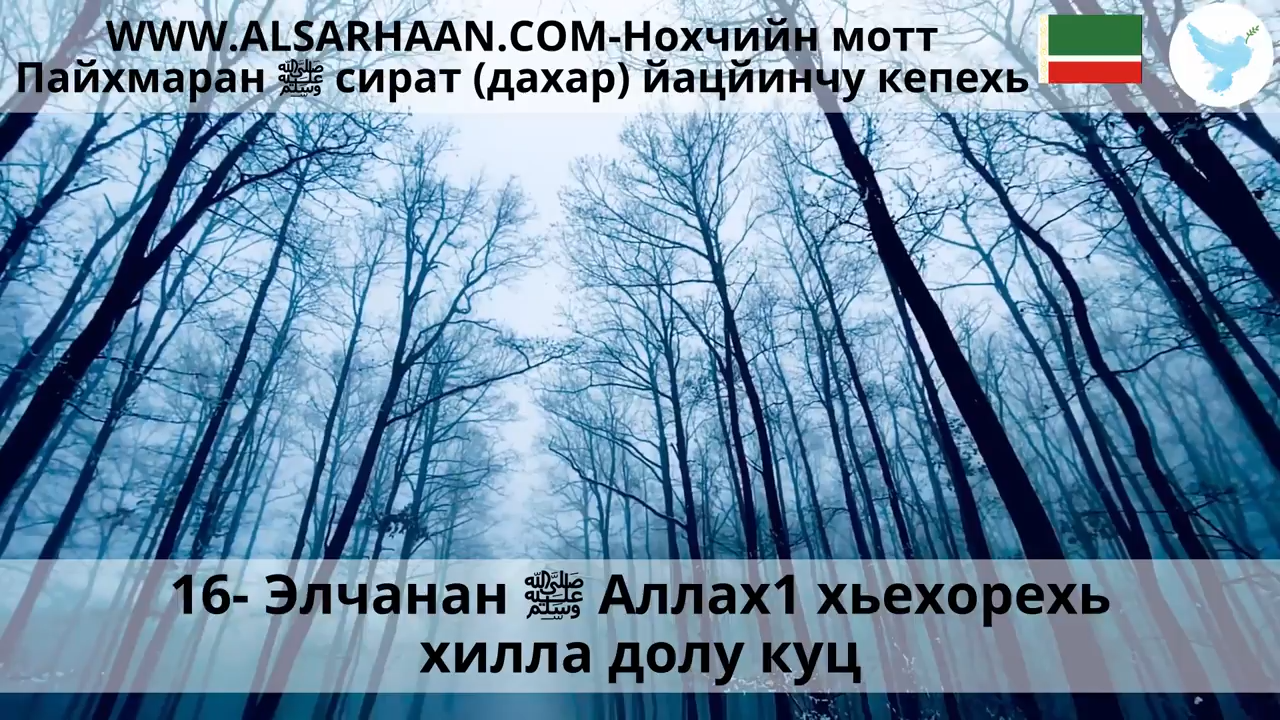 WWW.ALSARHAAN.COM-Нохчийн мотт
Пайхмаран ﷺ сират (дахар) йацйинчу кепехь
16- Элчанан ﷺ Аллах1 хьехорехь
хилла долу куц